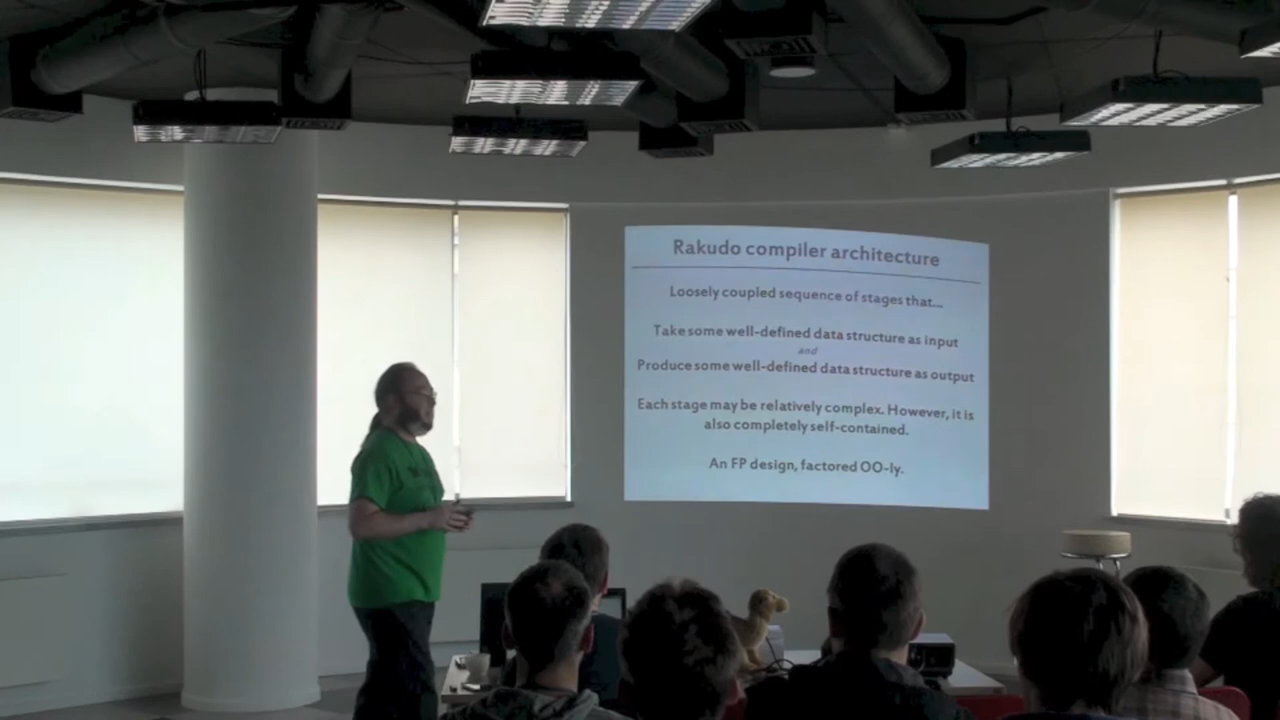 Rakudo compiler architecture
Loosely coupled sequence of stages that...
Take some well-defined data structure as input
and
Produce some well-defined data structure as output
Each stage may be relatively complex. However, it is
also completely self-contained.
An FP design, factored OO-ly.